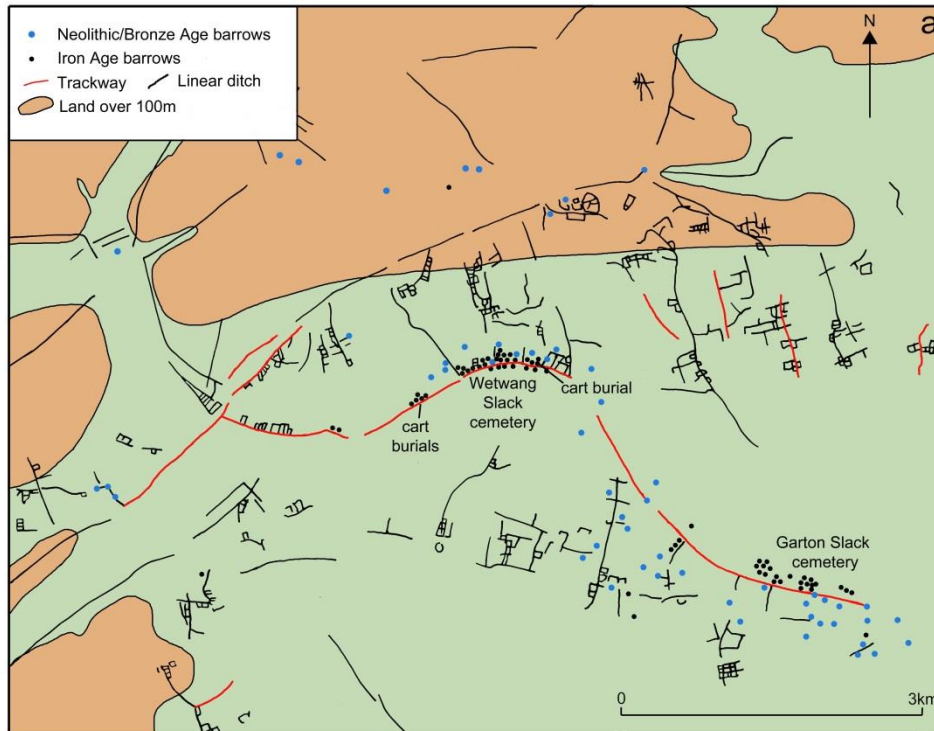 a
Neolithic/Bronze Age barrows
Iron Age barrows
Trackway Linear ditch
Land over 100m
N
Wetwang
Slack
cemetery
cart burial
cart
burials
Garton Slack
cemetery
0 3km